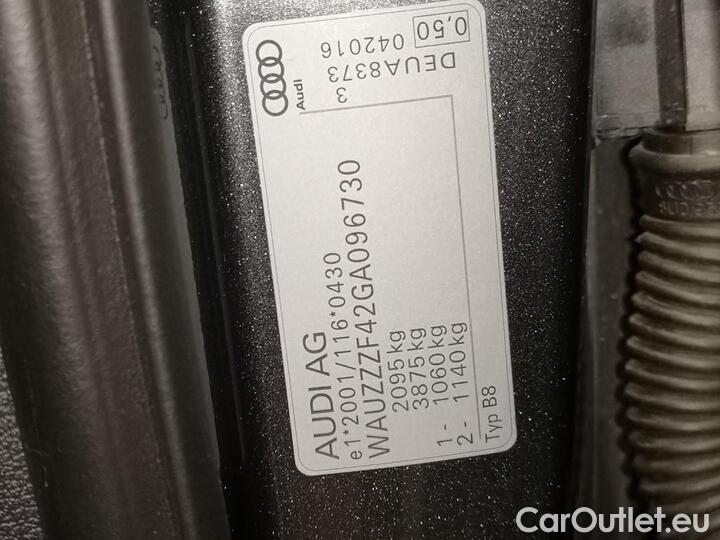 AUDI AG
e1*2001/116*0430
WAUZZZF42GA096730
2095 kg
3875 kg
1- 1060 kg
2- 1140 kg
Typ B8
3
DEUA8373
042016 0,50
Audi
CarOutlet.eu